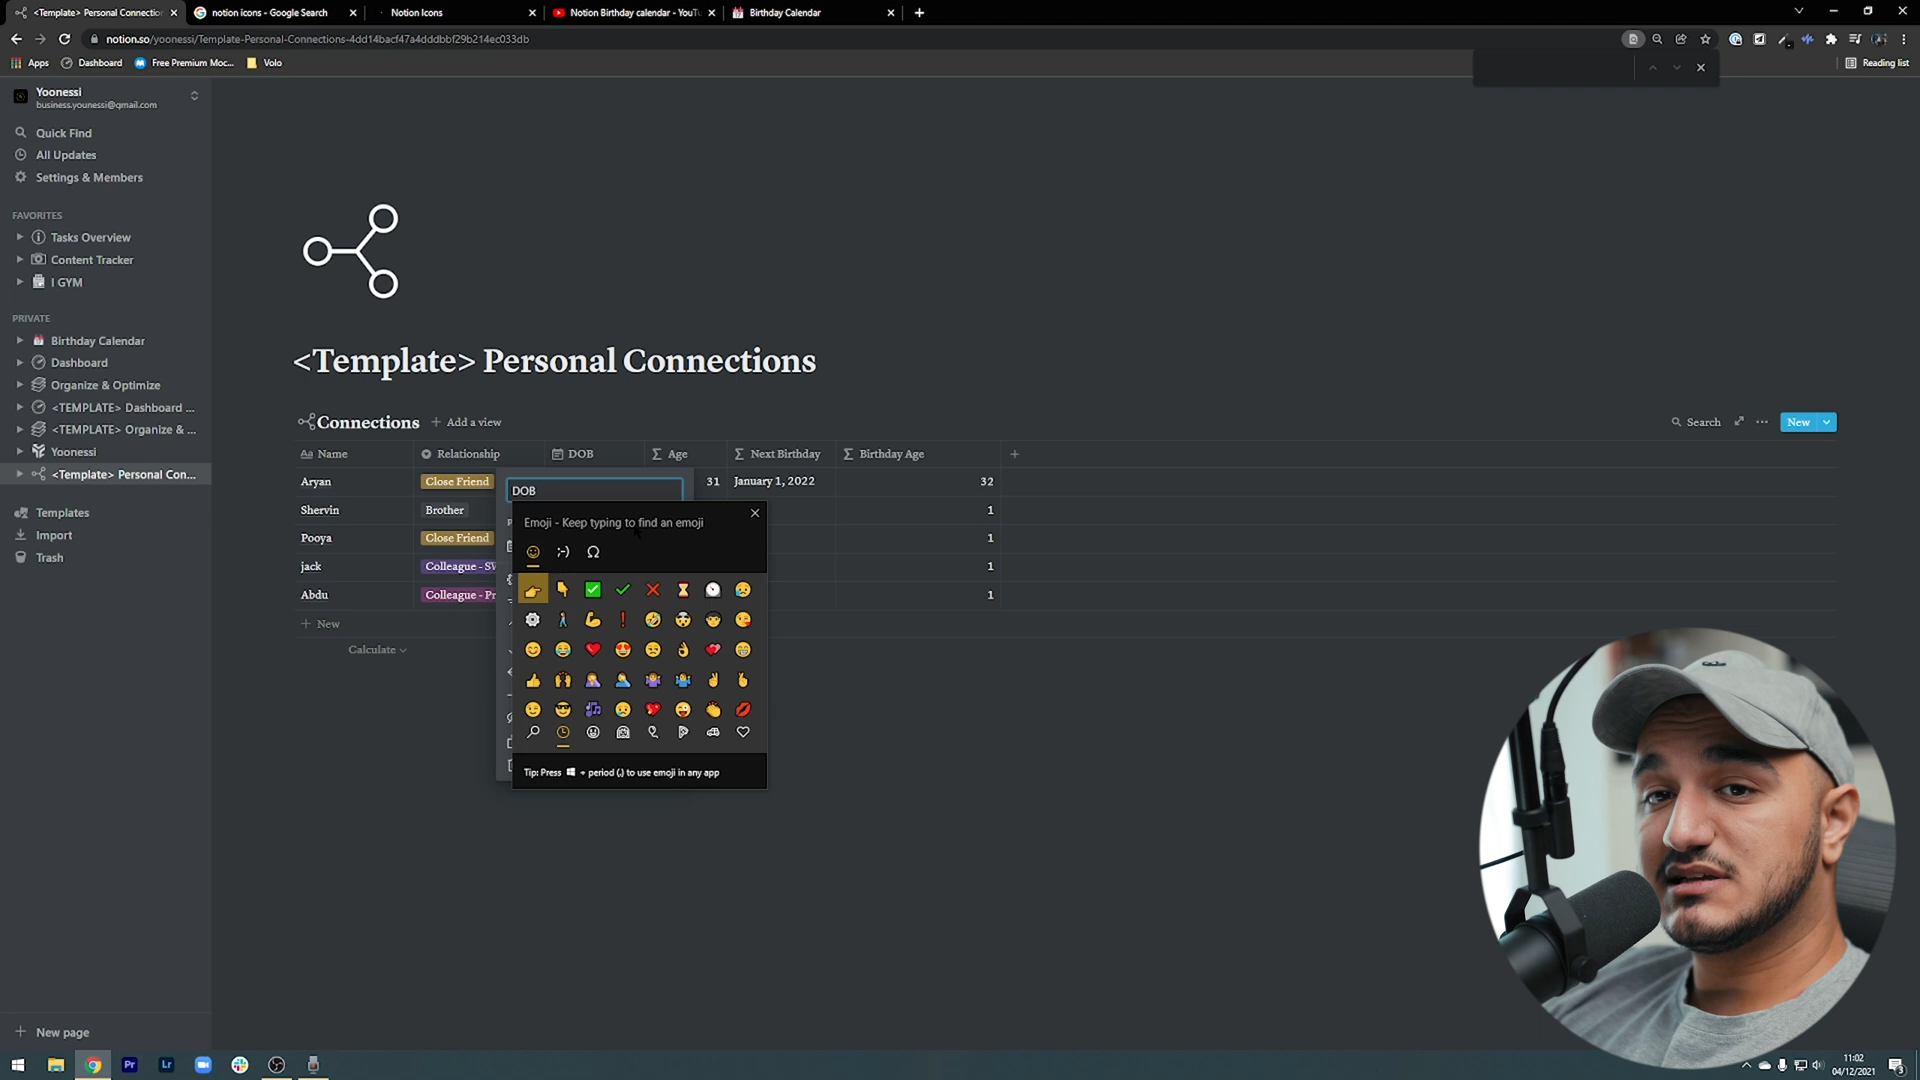 <Template> Personal Connection
notion icons - Google Search
Notion Icons
Notion Birthday calendar - YouTu
Birthday Calendar
notion.so/yoonessi/Template-Personal-Connections-4dd14bacf47a4dddbbf29b214ec033db
Apps
Dashboard
Free Premium Moc...
Volo
Reading list
Yoonessi
business.younessi@gmail.com
Quick Find
All Updates
Settings & Members
FAVORITES
Tasks Overview
Content Tracker
I GYM
PRIVATE
Birthday Calendar
Dashboard
Organize & Optimize
<TEMPLATE> Dashboard ...
<TEMPLATE> Organize & ...
Yoonessi
<Template> Personal Con...
Templates
Import
Trash
New page
<Template> Personal Connections
Connections
Add a view
Search
New
Aa Name
Relationship
DOB
Σ Age
Σ Next Birthday
Σ Birthday Age
Aryan
Close Friend
31
January 1, 2022
32
Shervin
Brother
1
Pooya
Close Friend
1
jack
Colleague - SW
1
Abdu
Colleague - Pr
1
New
Calculate
DOB
Emoji - Keep typing to find an emoji
;-)
Ω
Tip: Press + period (.) to use emoji in any app
Pr
Lr
11:02
04/12/2021
3